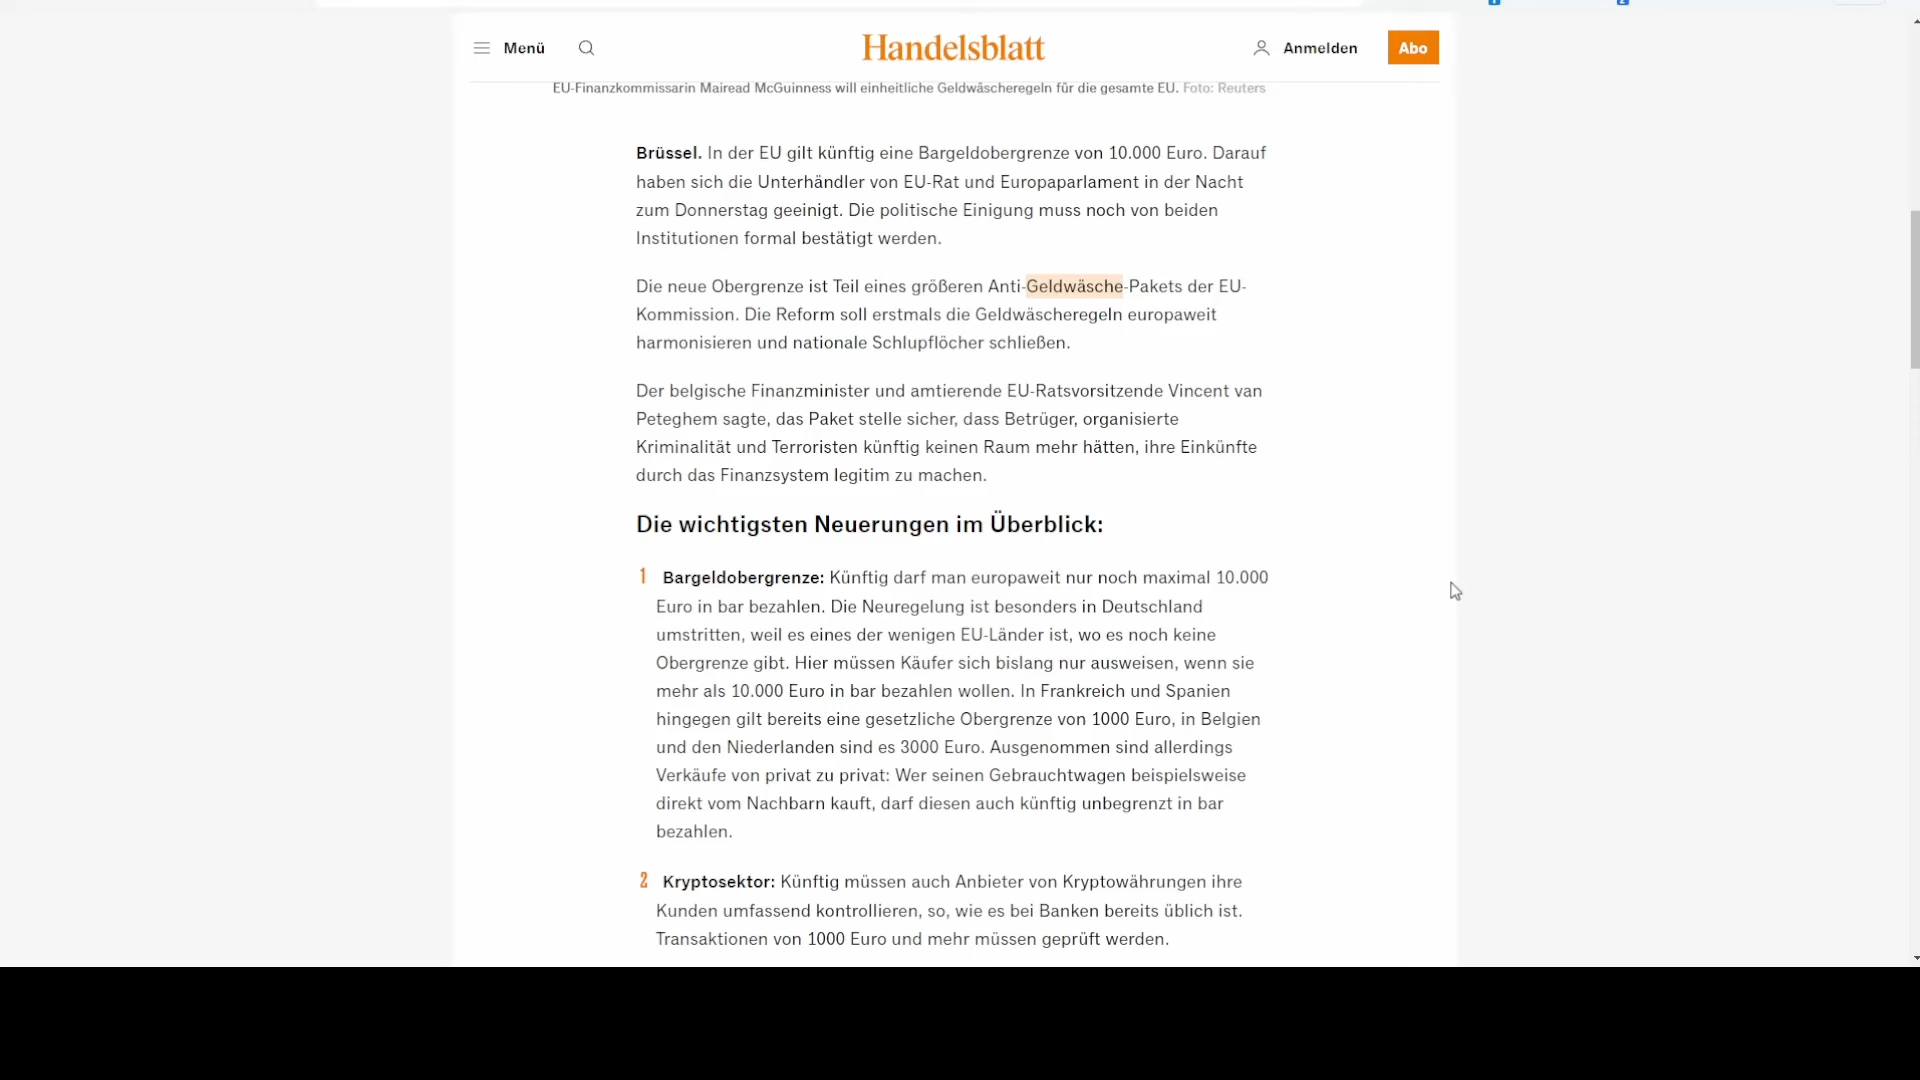 Menü
Handelsblatt
Anmelden
Abo
EU-Finanzkommissarin Mairead McGuinness will einheitliche Geldwäscheregeln für die gesamte EU. Foto: Reuters
Brüssel. In der EU gilt künftig eine Bargeldobergrenze von 10.000 Euro. Darauf
haben sich die Unterhändler von EU-Rat und Europaparlament in der Nacht
zum Donnerstag geeinigt. Die politische Einigung muss noch von beiden
Institutionen formal bestätigt werden.
Die neue Obergrenze ist Teil eines größeren Anti-Geldwäsche-Pakets der EU-
Kommission. Die Reform soll erstmals die Geldwäscheregeln europaweit
harmonisieren und nationale Schlupflöcher schließen.
Der belgische Finanzminister und amtierende EU-Ratsvorsitzende Vincent van
Peteghem sagte, das Paket stelle sicher, dass Betrüger, organisierte
Kriminalität und Terroristen künftig keinen Raum mehr hätten, ihre Einkünfte
durch das Finanzsystem legitim zu machen.
Die wichtigsten Neuerungen im Überblick:
1 Bargeldobergrenze: Künftig darf man europaweit nur noch maximal 10.000
Euro in bar bezahlen. Die Neuregelung ist besonders in Deutschland
umstritten, weil es eines der wenigen EU-Länder ist, wo es noch keine
Obergrenze gibt. Hier müssen Käufer sich bislang nur ausweisen, wenn sie
mehr als 10.000 Euro in bar bezahlen wollen. In Frankreich und Spanien
hingegen gilt bereits eine gesetzliche Obergrenze von 1000 Euro, in Belgien
und den Niederlanden sind es 3000 Euro. Ausgenommen sind allerdings
Verkäufe von privat zu privat: Wer seinen Gebrauchtwagen beispielsweise
direkt vom Nachbarn kauft, darf diesen auch künftig unbegrenzt in bar
bezahlen.
2 Kryptosektor: Künftig müssen auch Anbieter von Kryptowährungen ihre
Kunden umfassend kontrollieren, so, wie es bei Banken bereits üblich ist.
Transaktionen von 1000 Euro und mehr müssen geprüft werden.